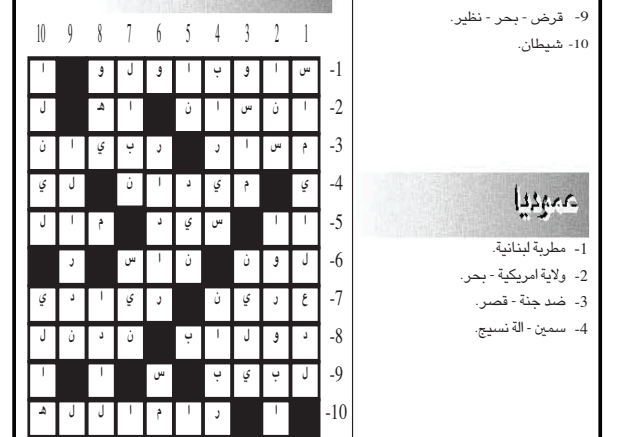 9- قرض - بحر - نظير.
10- شيطان.
عموديا
1- مطربة لبنانية.
2- ولاية امريكية - بحر.
3- ضد جنة - قصر.
4- سمين - الة نسيج.
1 2 3 4 5 6 7 8 9 10
1- س ا و ب ا و ل و ا
2- ا ن س ا ن ا هـ ل
3- م س ا ر ر ب ي ا ن
4- ي م ي د ا ن ل ي
5- ا ا س ي د م ا ل
6- ل و ن ن ا س ر
7- ع ر ي ن ر ي ا د ي
8- د و ل ا ب ن د ن ل
9- ل ب ي ب س ا ا
10- ا ر ا م ا ل ل هـ